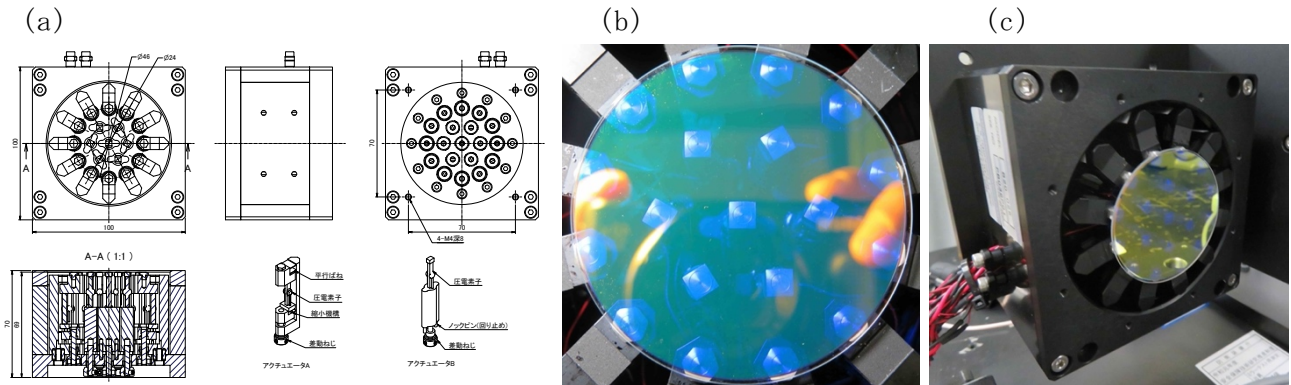 (a)
(b)
(c)
Ø46
Ø24
100
A
A
100
70
70
4-M4深8
A-A ( 1:1 )
70
69
平行ばね
圧電素子
縮小機構
差動ねじ
アクチュエータA
圧電素子
ノックピン(回り止め)
差動ねじ
アクチュエータB